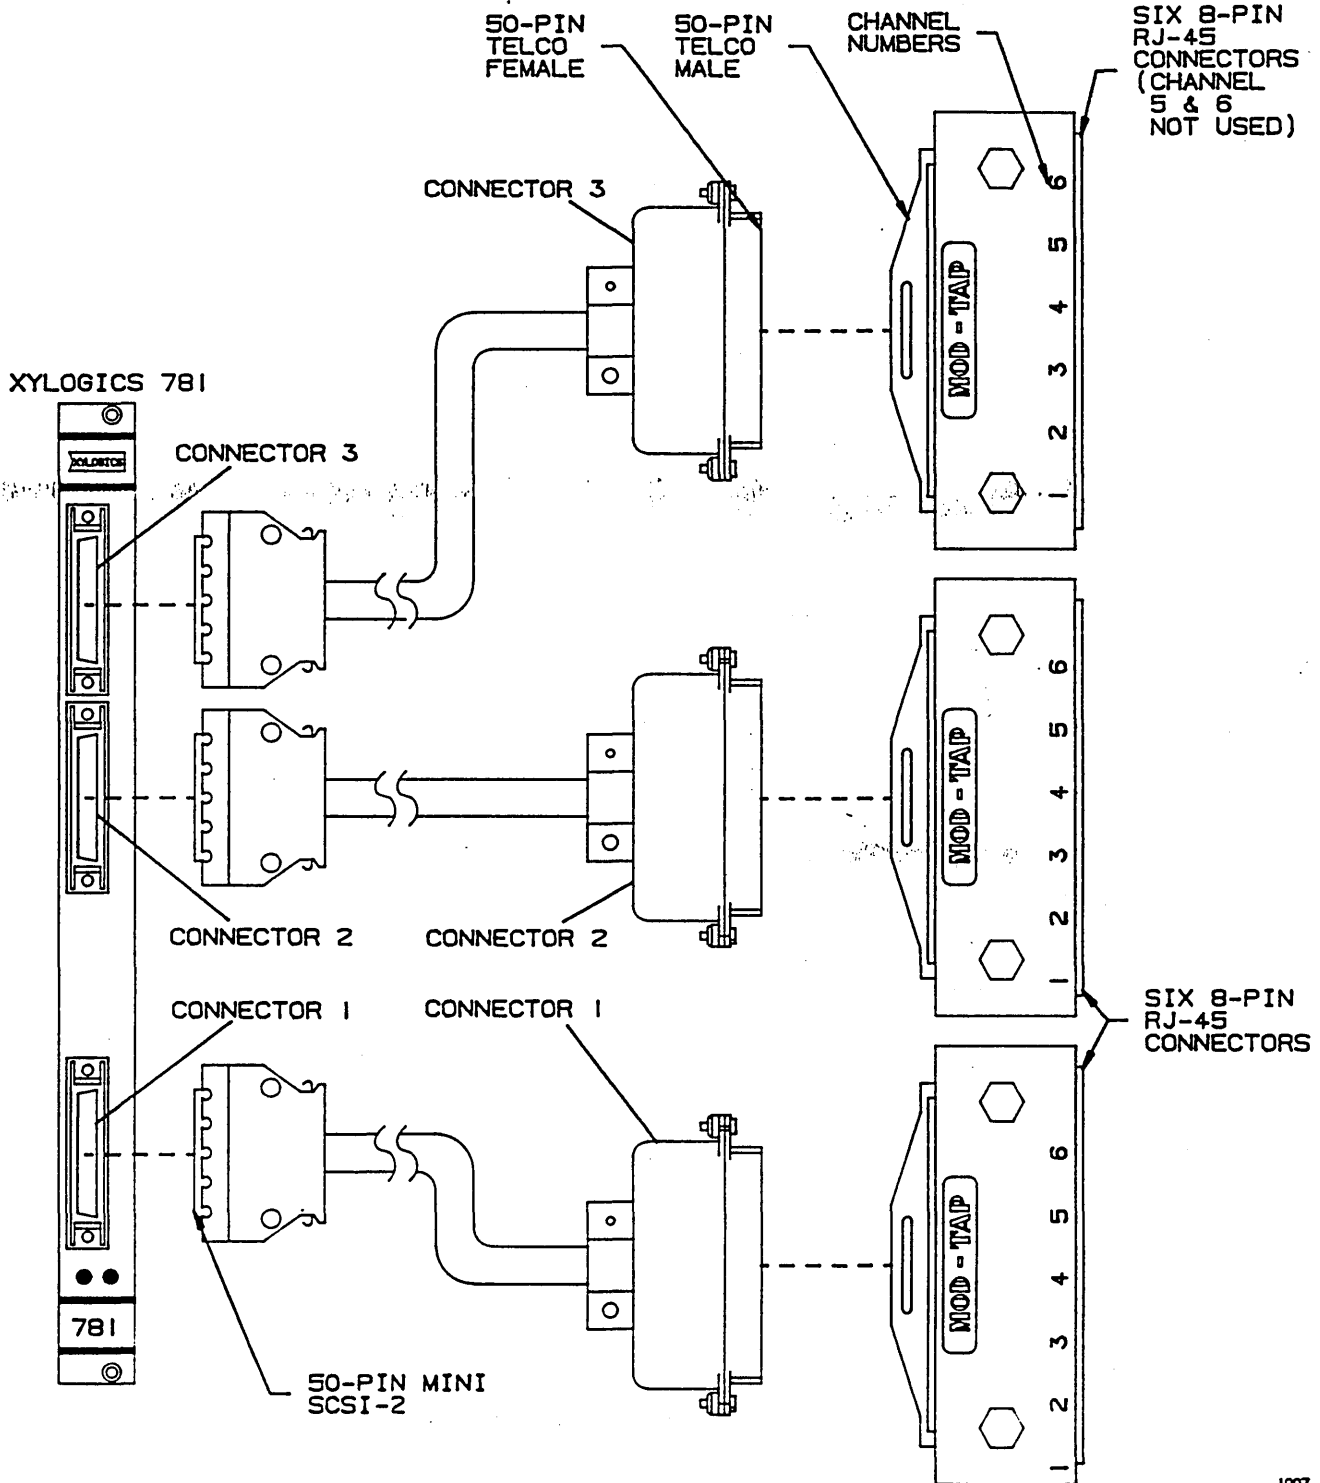 50-PIN
TELCO
FEMALE
50-PIN
TELCO
MALE
CHANNEL
NUMBERS
SIX 8-PIN
RJ-45
CONNECTORS
(CHANNEL
5 & 6
NOT USED)
CONNECTOR 3
6
5
4
3
2
1
MOD-TAP
XYLOGICS 781
XYLOGICS
CONNECTOR 3
6
5
4
3
2
1
MOD-TAP
CONNECTOR 2
CONNECTOR 2
CONNECTOR 1
CONNECTOR 1
SIX 8-PIN
RJ-45
CONNECTORS
6
5
4
3
2
1
MOD-TAP
781
50-PIN MINI
SCSI-2